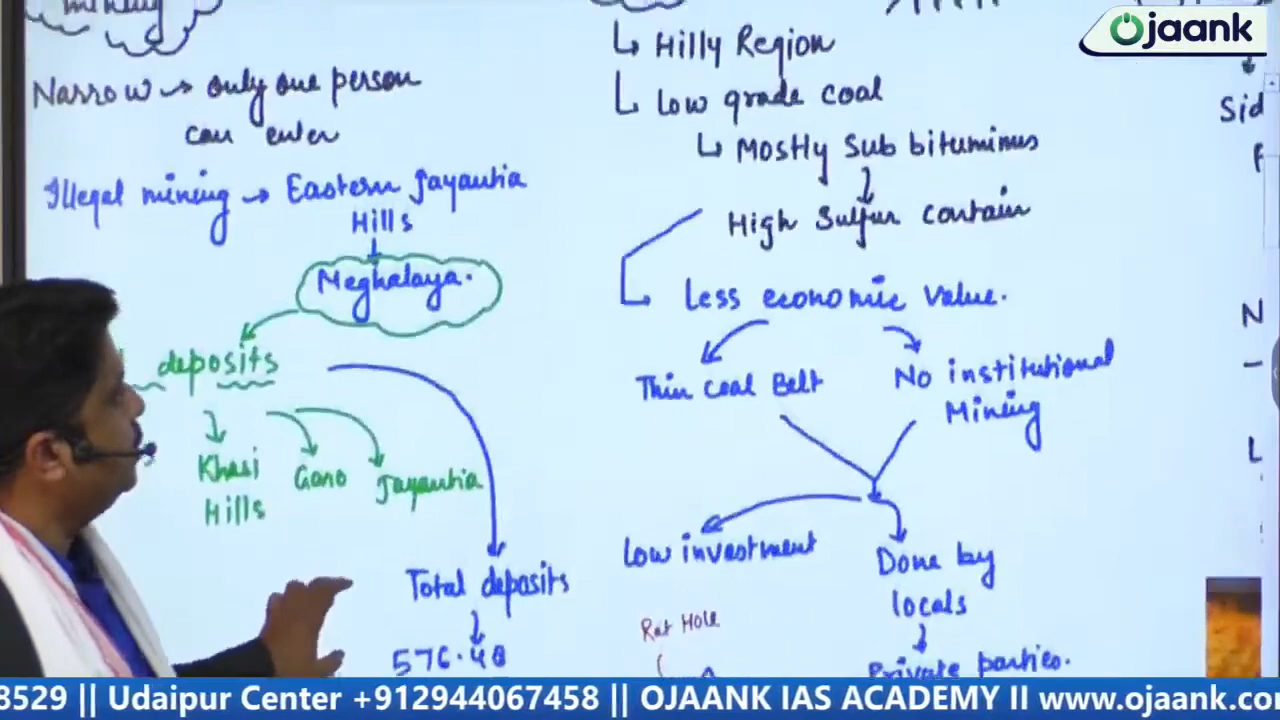 mining
Narrow → only one person
can enter
Illegal mining → Eastern Jayantia
Hills
Meghalaya.
deposits
Khasi
Hills
Garo
Jayantia
Total deposits
576.48
Hilly Region
Low grade coal
Mostly Sub bituminus
High Sulfur contain
Less economic value.
Thin coal Belt
No institutional
Mining
Low investment
Done by
locals
Private parties.
Rat Hole
Ojaank
Sid
N
L
8529 || Udaipur Center +912944067458 || OJAANK IAS ACADEMY II www.ojaank.co